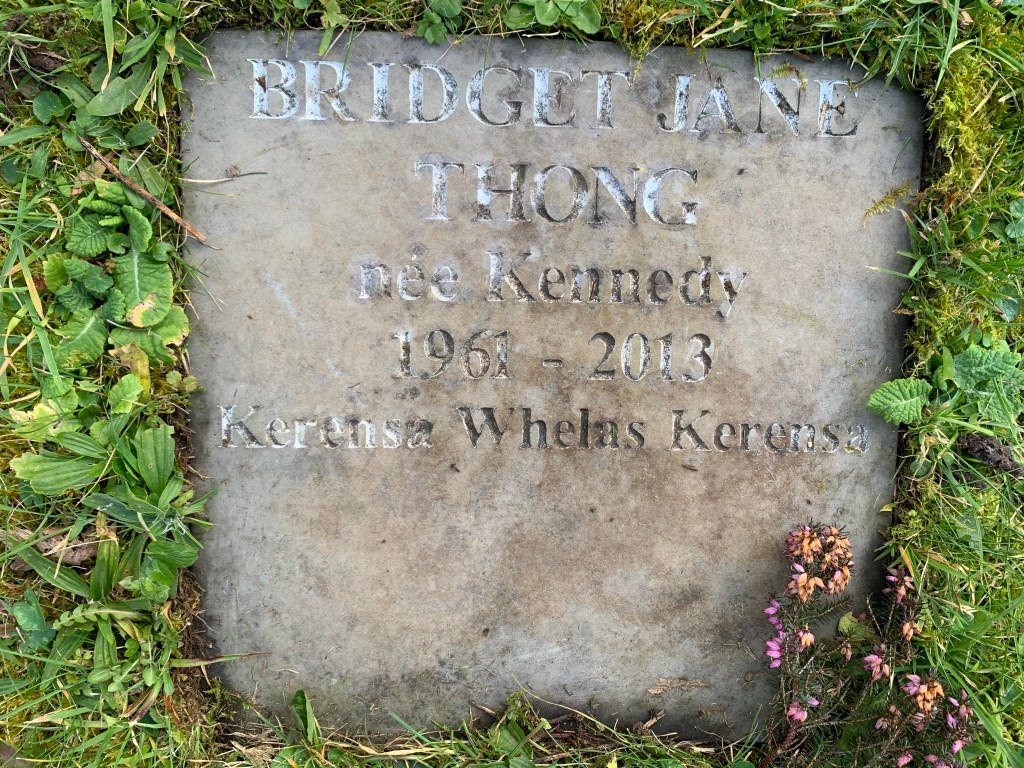 BRIDGET JANE
THONG
née Kennedy
1961 - 2013
Kerensa Whelas Kerensa